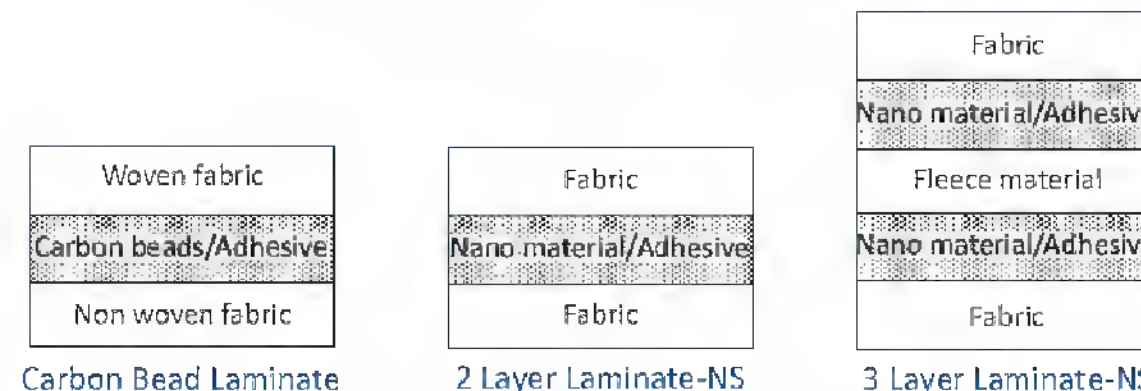 Woven fabric
Carbon beads/Adhesive
Non woven fabric
Carbon Bead Laminate
Fabric
Nano material/Adhesive
Fabric
2 Layer Laminate-NS
Fabric
Nano material/Adhesiv
Fleece material
Nano material/Adhesiv
Fabric
3 Layer Laminate-NS